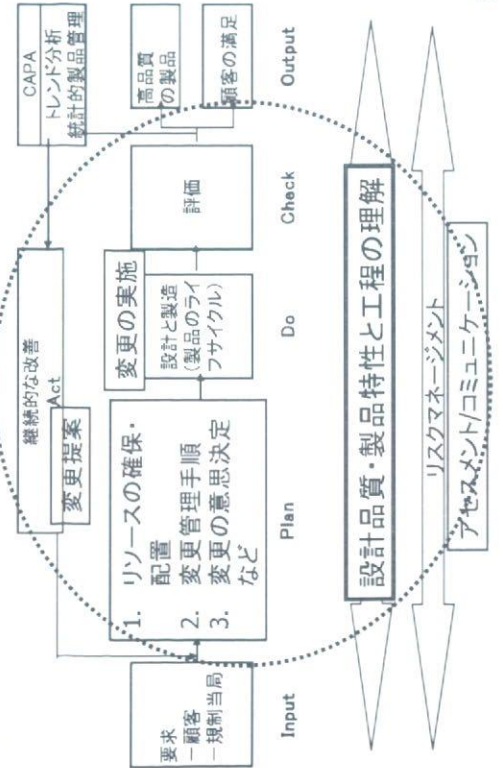 継続的な改善
Act
変更提案
CAPA
トレンド分析
統計的製品管理
要求
－顧客
－規制当局
1. リソースの確保・
配置
2. 変更管理手順
3. 変更の意思決定
など
変更の実施
設計と製造
(製品のライ
フサイクル)
評価
高品質
の製品
顧客の満足
Input
Plan
Do
Check
Output
設計品質・製品特性と工程の理解
リスクマネージメント
アセスメント/コミュニケーション